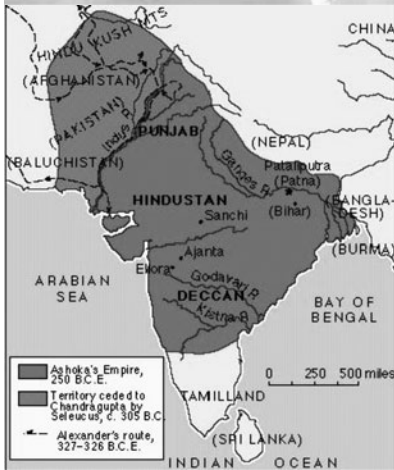 CHINA
HINDU KUSH MTS
(AFGHANISTAN)
(PAKISTAN)
Indus R.
PUNJAB
(NEPAL)
(BALUCHISTAN)
Ganges R.
Pataliputra
(Patna)
HINDUSTAN
(Bihar)
(BANGLA-
DESH)
Sanchi
(BURMA)
Ajanta
Ellora
ARABIAN
SEA
Godavari R.
DECCAN
BAY OF
BENGAL
Kistna R.
Ashoka's Empire,
250 B.C.E.
Territory ceded to
Chandragupta by
Seleucus, c. 305 B.C.
Alexander's route,
327–326 B.C.E.
0 250 500 miles
TAMILLAND
(SRI LANKA)
INDIAN OCEAN